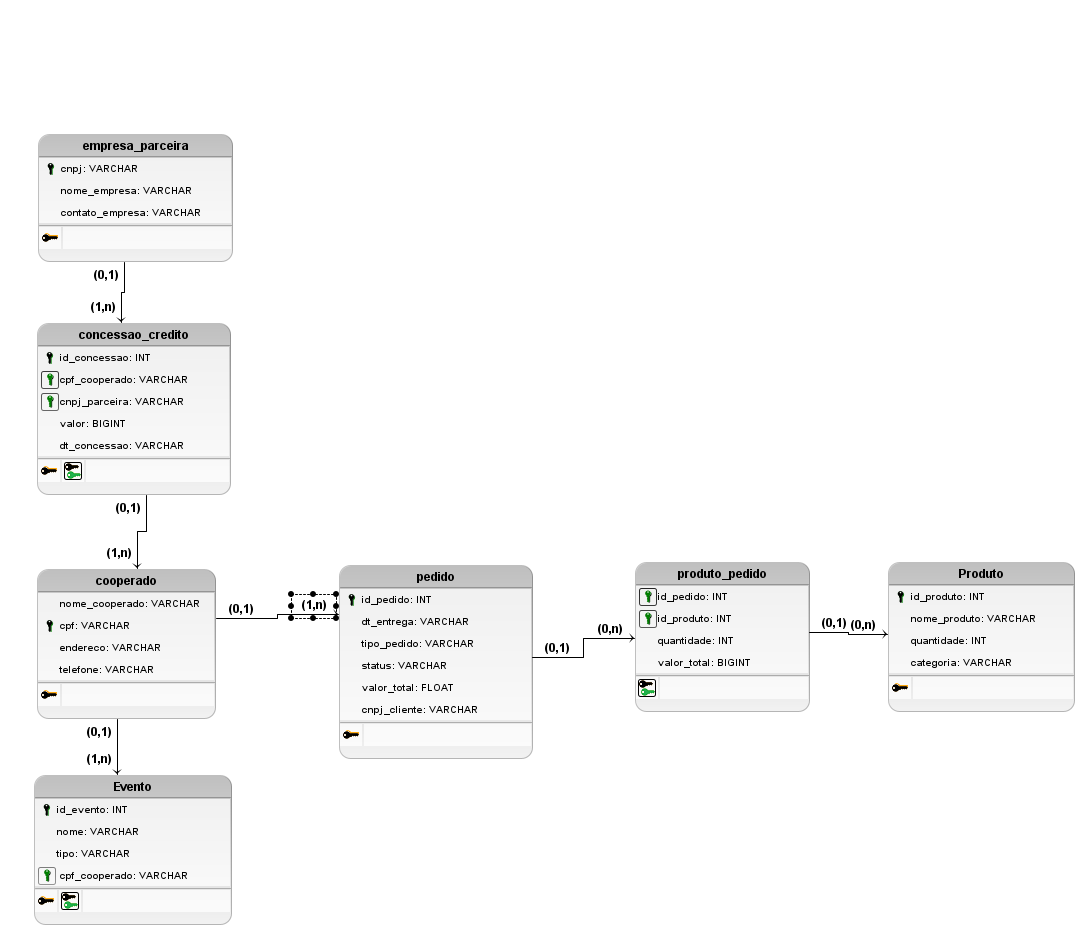 empresa_parceira
cnpj: VARCHAR
nome_empresa: VARCHAR
contato_empresa: VARCHAR
(0,1)
(1,n)
concessao_credito
id_concessao: INT
cpf_cooperado: VARCHAR
cnpj_parceira: VARCHAR
valor: BIGINT
dt_concessao: VARCHAR
(0,1)
(1,n)
cooperado
nome_cooperado: VARCHAR
cpf: VARCHAR
endereco: VARCHAR
telefone: VARCHAR
(0,1)
(1,n)
pedido
id_pedido: INT
dt_entrega: VARCHAR
tipo_pedido: VARCHAR
status: VARCHAR
valor_total: FLOAT
cnpj_cliente: VARCHAR
(0,1)
(0,n)
produto_pedido
id_pedido: INT
id_produto: INT
quantidade: INT
valor_total: BIGINT
(0,1)
(0,n)
Produto
id_produto: INT
nome_produto: VARCHAR
quantidade: INT
categoria: VARCHAR
(0,1)
(1,n)
Evento
id_evento: INT
nome: VARCHAR
tipo: VARCHAR
cpf_cooperado: VARCHAR